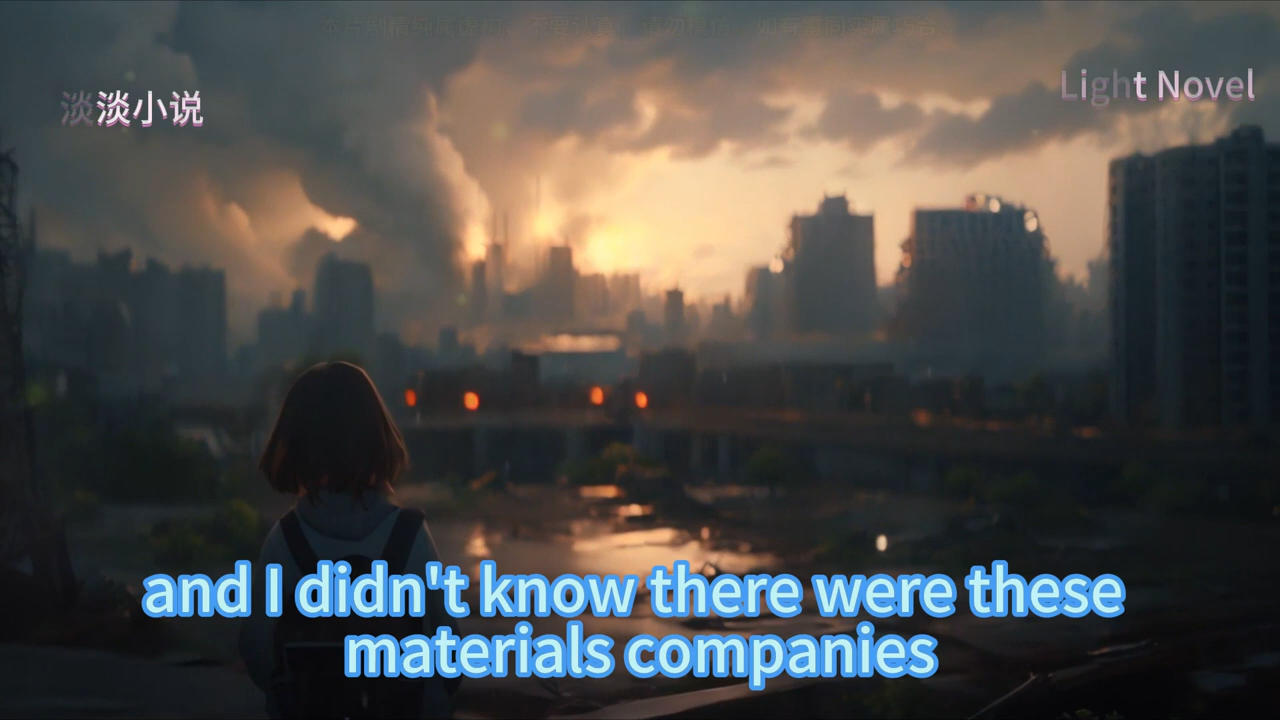 淡淡小说
Light Novel
and I didn't know there were these
materials companies